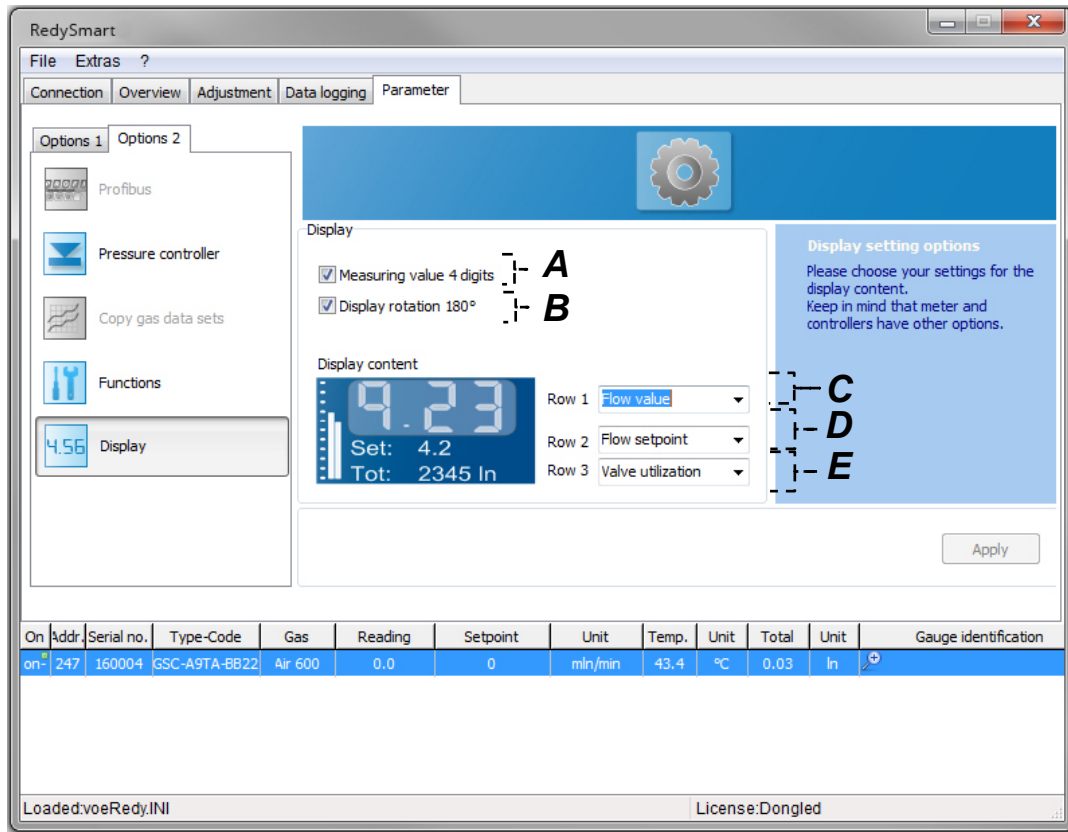 RedySmart
File Extras ?
Connection Overview Adjustment Data logging Parameter
Options 1 Options 2
Profibus
Pressure controller
Copy gas data sets
Functions
4.56 Display
Display
Measuring value 4 digits A
Display rotation 180° B
Display content
9.23
Set: 4.2
Tot: 2345 ln
Row 1 Flow value C
Row 2 Flow setpoint D
Row 3 Valve utilization E
Display setting options
Please choose your settings for the
display content.
Keep in mind that meter and
controllers have other options.
Apply
On Addr. Serial no. Type-Code Gas Reading Setpoint Unit Temp. Unit Total Unit Gauge identification
on- 247 160004 GSC-A9TA-BB22 Air 600 0.0 0 mln/min 43.4 °C 0.03 ln
Loaded:voeRedy.INI License:Dongled